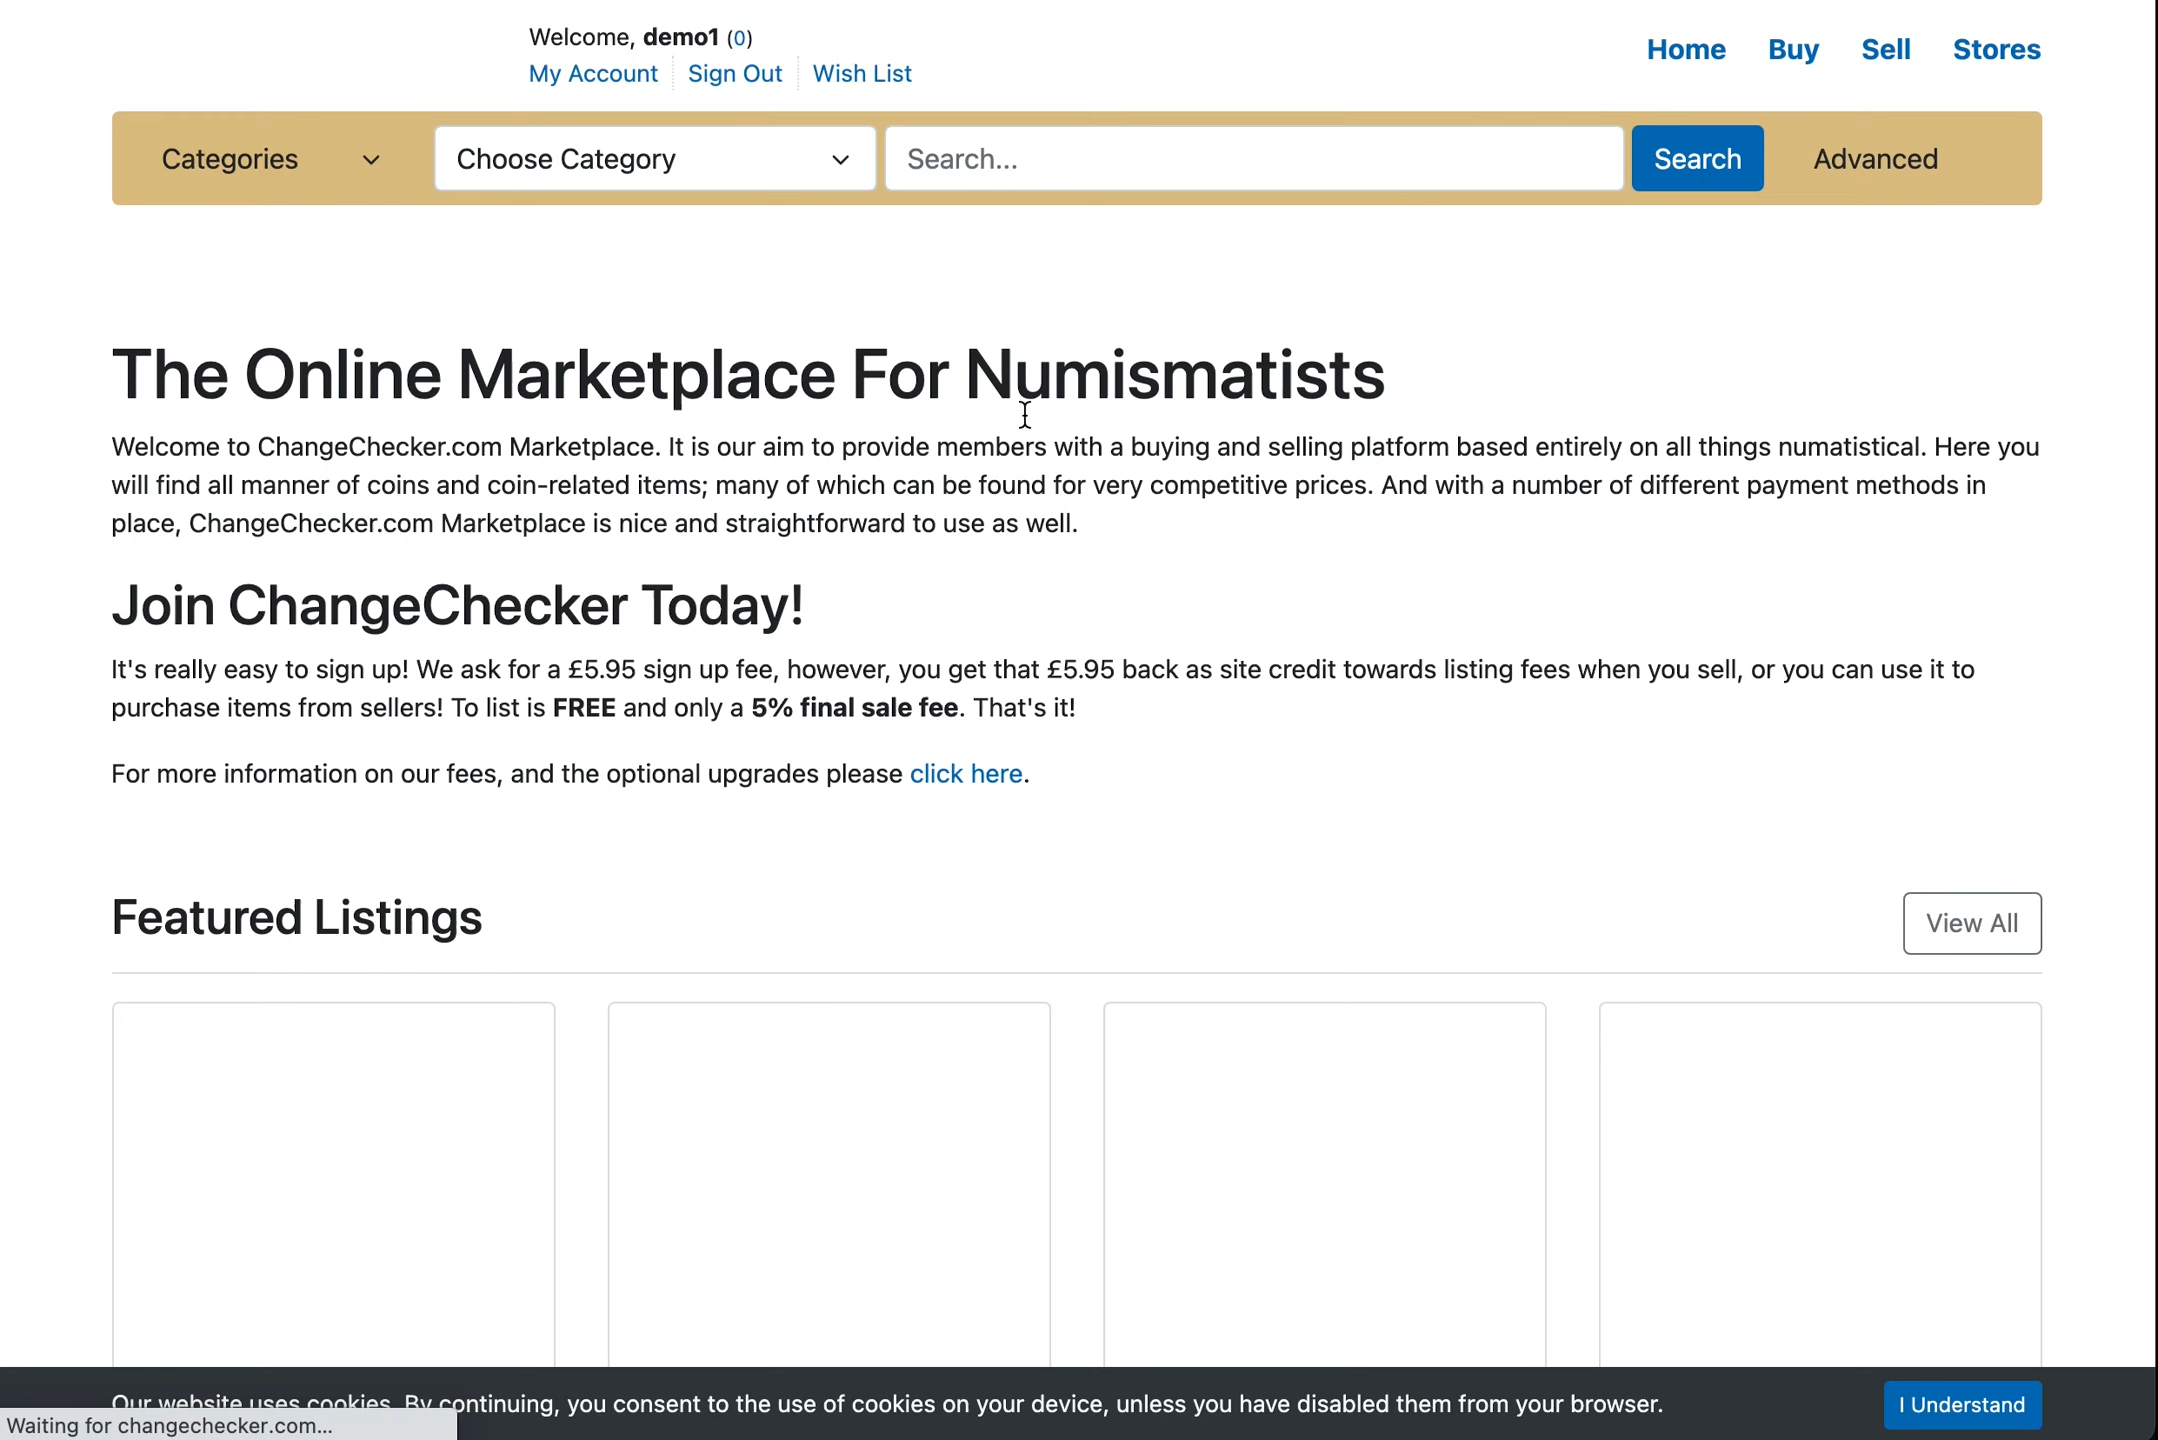 Welcome, demo1 (0)
My Account Sign Out Wish List
Home Buy Sell Stores
Categories Choose Category Search... Search Advanced
The Online Marketplace For Numismatists
Welcome to ChangeChecker.com Marketplace. It is our aim to provide members with a buying and selling platform based entirely on all things numatistical. Here you
will find all manner of coins and coin-related items; many of which can be found for very competitive prices. And with a number of different payment methods in
place, ChangeChecker.com Marketplace is nice and straightforward to use as well.
Join ChangeChecker Today!
It's really easy to sign up! We ask for a £5.95 sign up fee, however, you get that £5.95 back as site credit towards listing fees when you sell, or you can use it to
purchase items from sellers! To list is FREE and only a 5% final sale fee. That's it!
For more information on our fees, and the optional upgrades please click here.
Featured Listings
View All
Our website uses cookies. By continuing, you consent to the use of cookies on your device, unless you have disabled them from your browser.
I Understand
Waiting for changechecker.com...